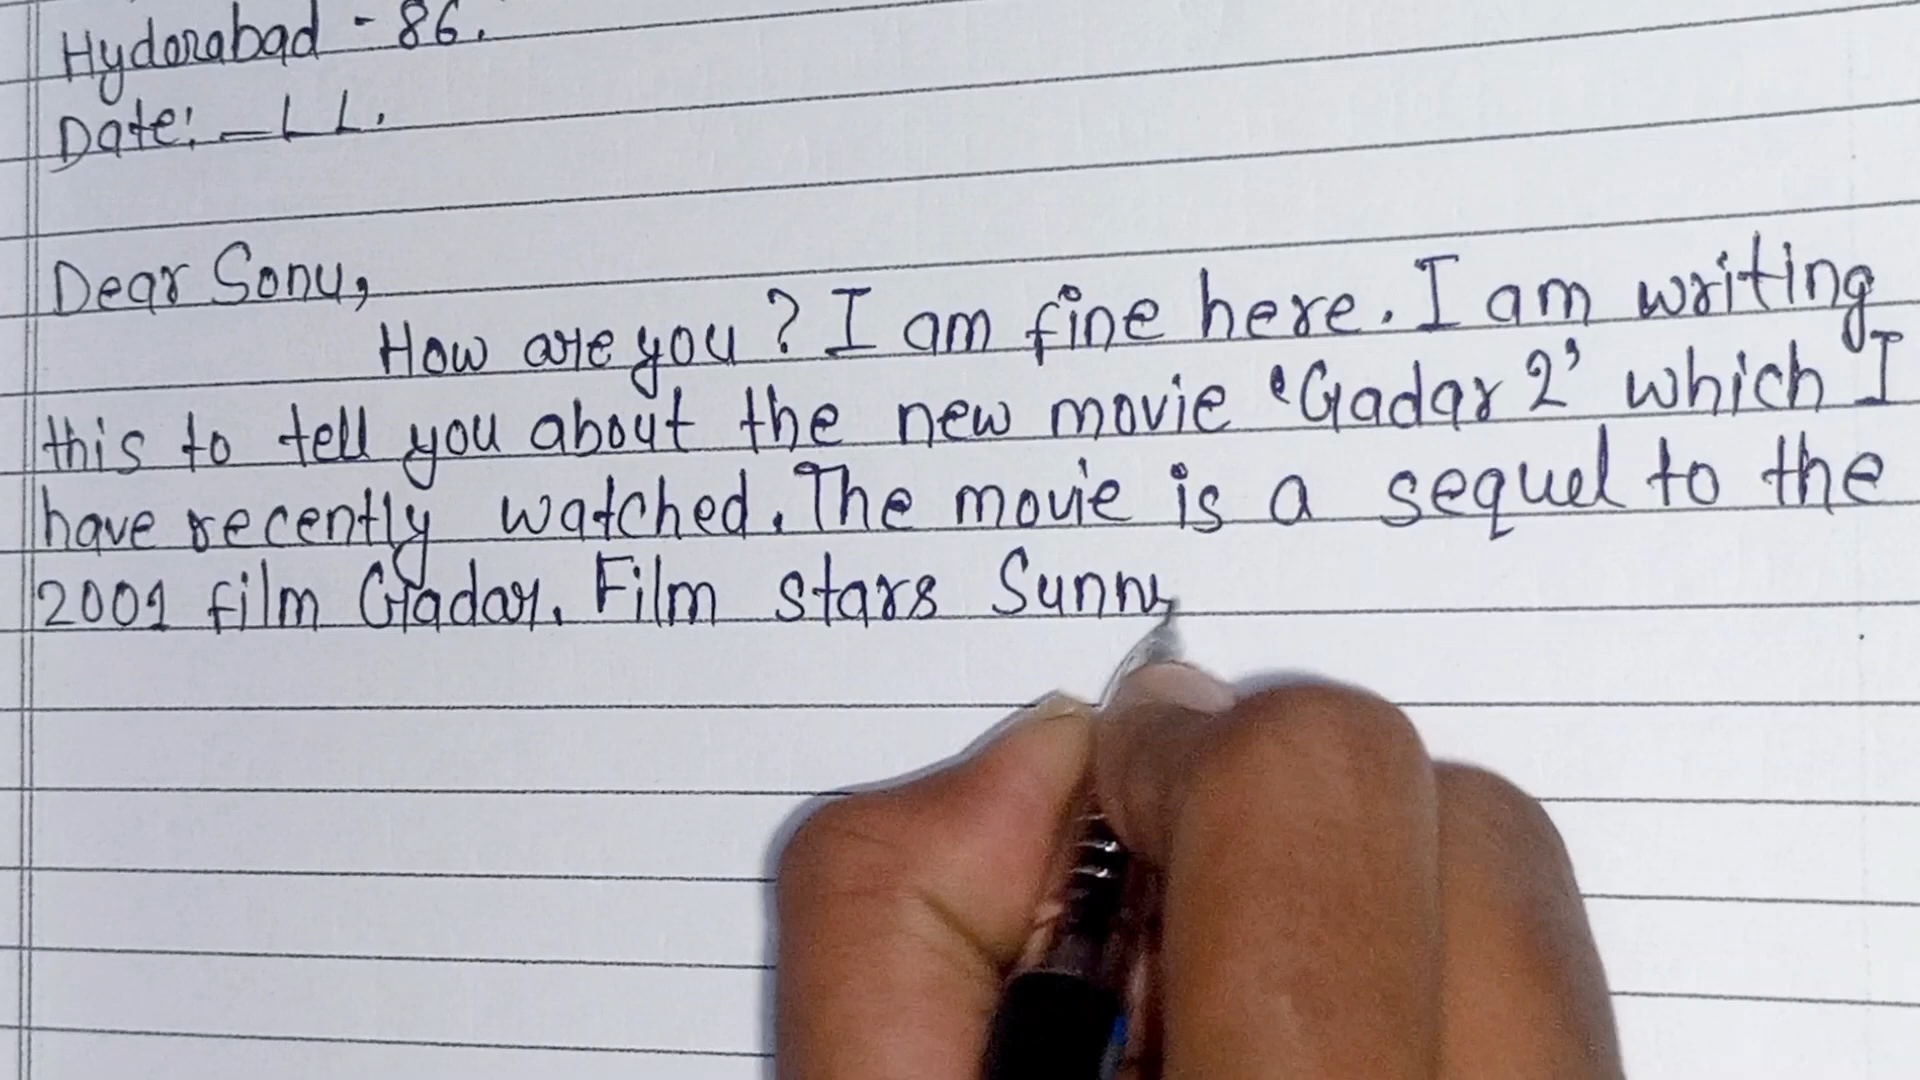 Hyderabad - 86.
Date: _ L L.
Dear Sonu,
How are you? I am fine here. I am writing
this to tell you about the new movie 'Gadar 2' which I
have recently watched. The movie is a sequel to the
2001 film Gadar. Film stars Sunny